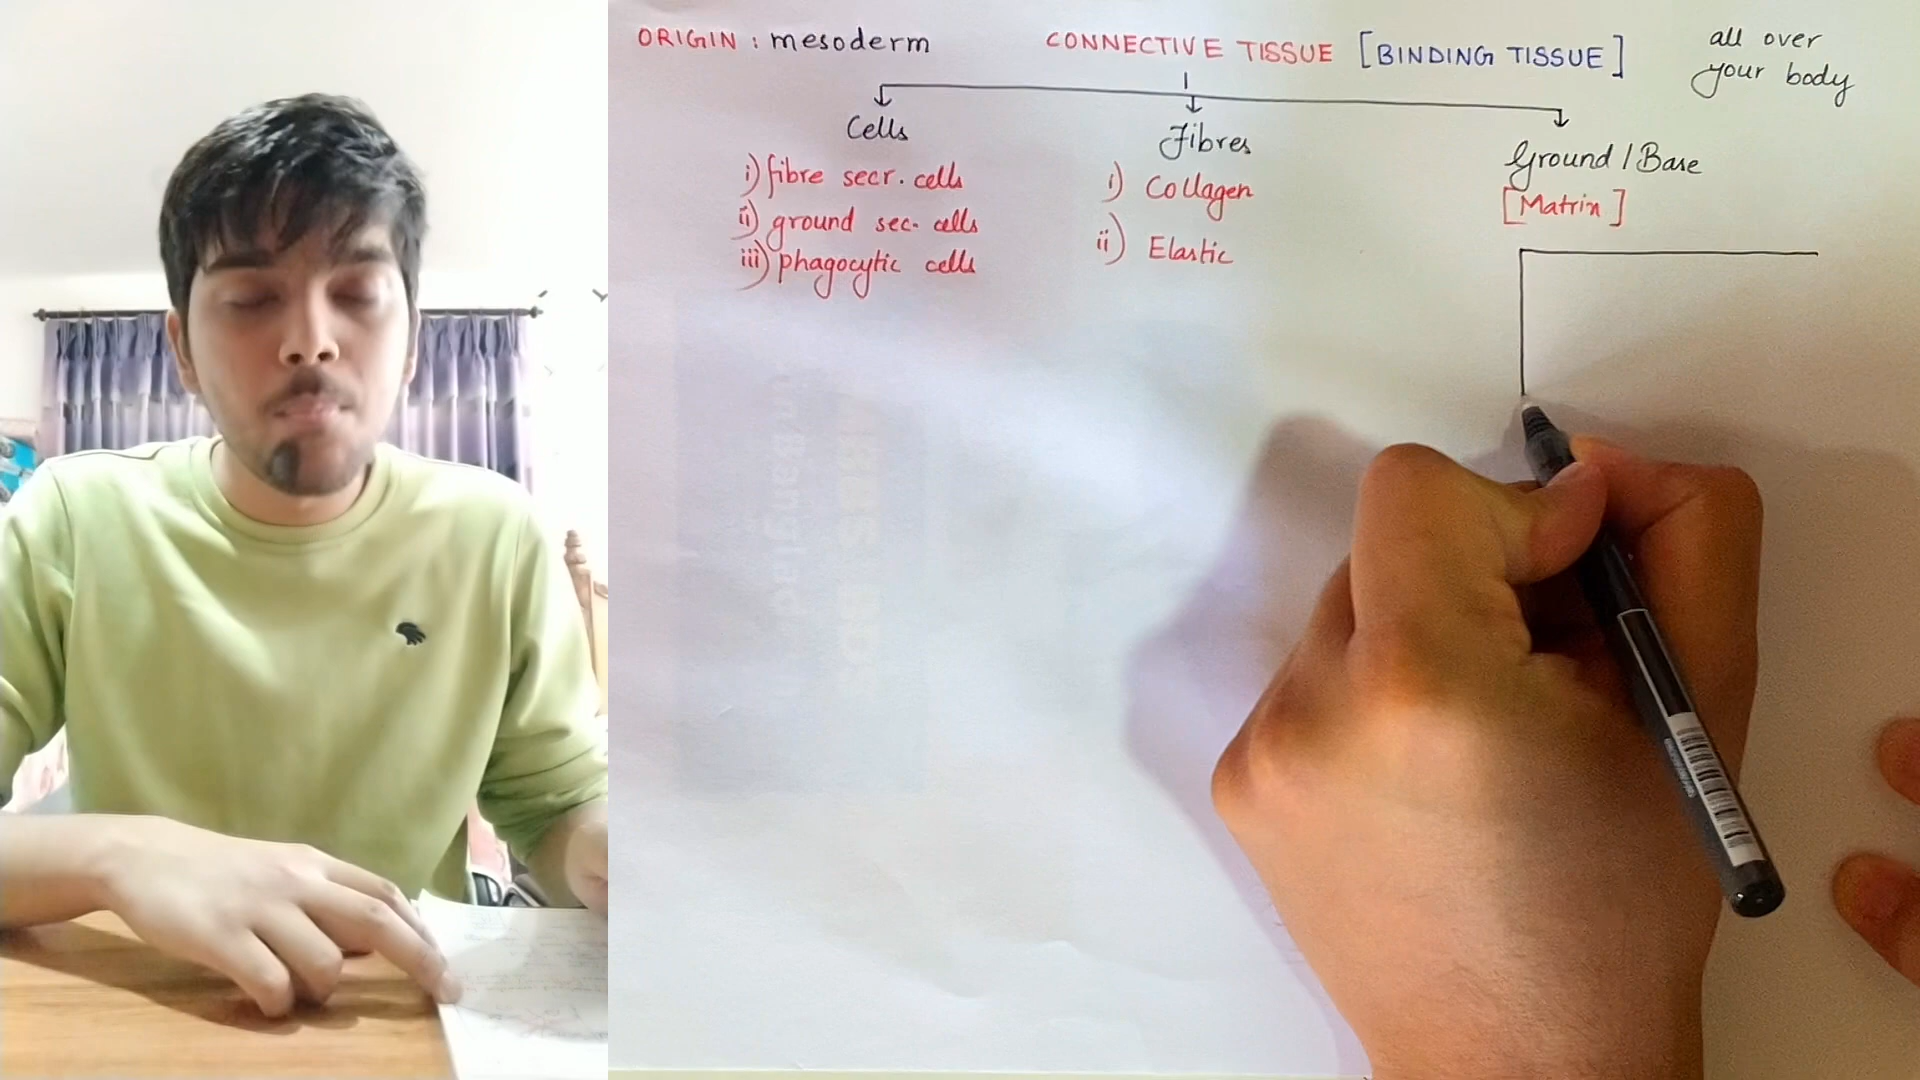 ORIGIN : mesoderm
CONNECTIVE TISSUE [BINDING TISSUE]
all over
your body
Cells
i) fibre secr. cells
ii) ground sec. cells
iii) phagocytic cells
Fibres
i) Collagen
ii) Elastic
Ground / Base
[Matrix]